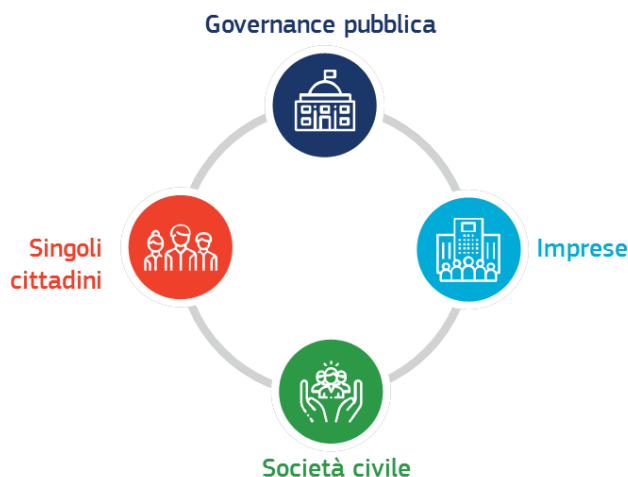 Governance pubblica
Singoli
cittadini
Imprese
Società civile